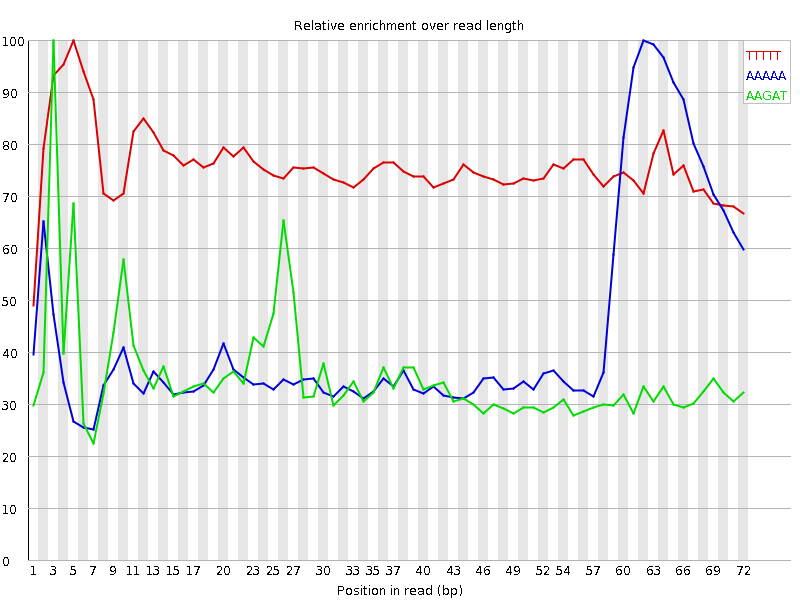 Relative enrichment over read length
100
90
80
70
60
50
40
30
20
10
0
TTTTT
AAAAA
AAGAT
1 3 5 7 9 11 13 15 17 20 23 25 27 30 33 35 37 40 43 46 49 52 54 57 60 63 66 69 72
Position in read (bp)